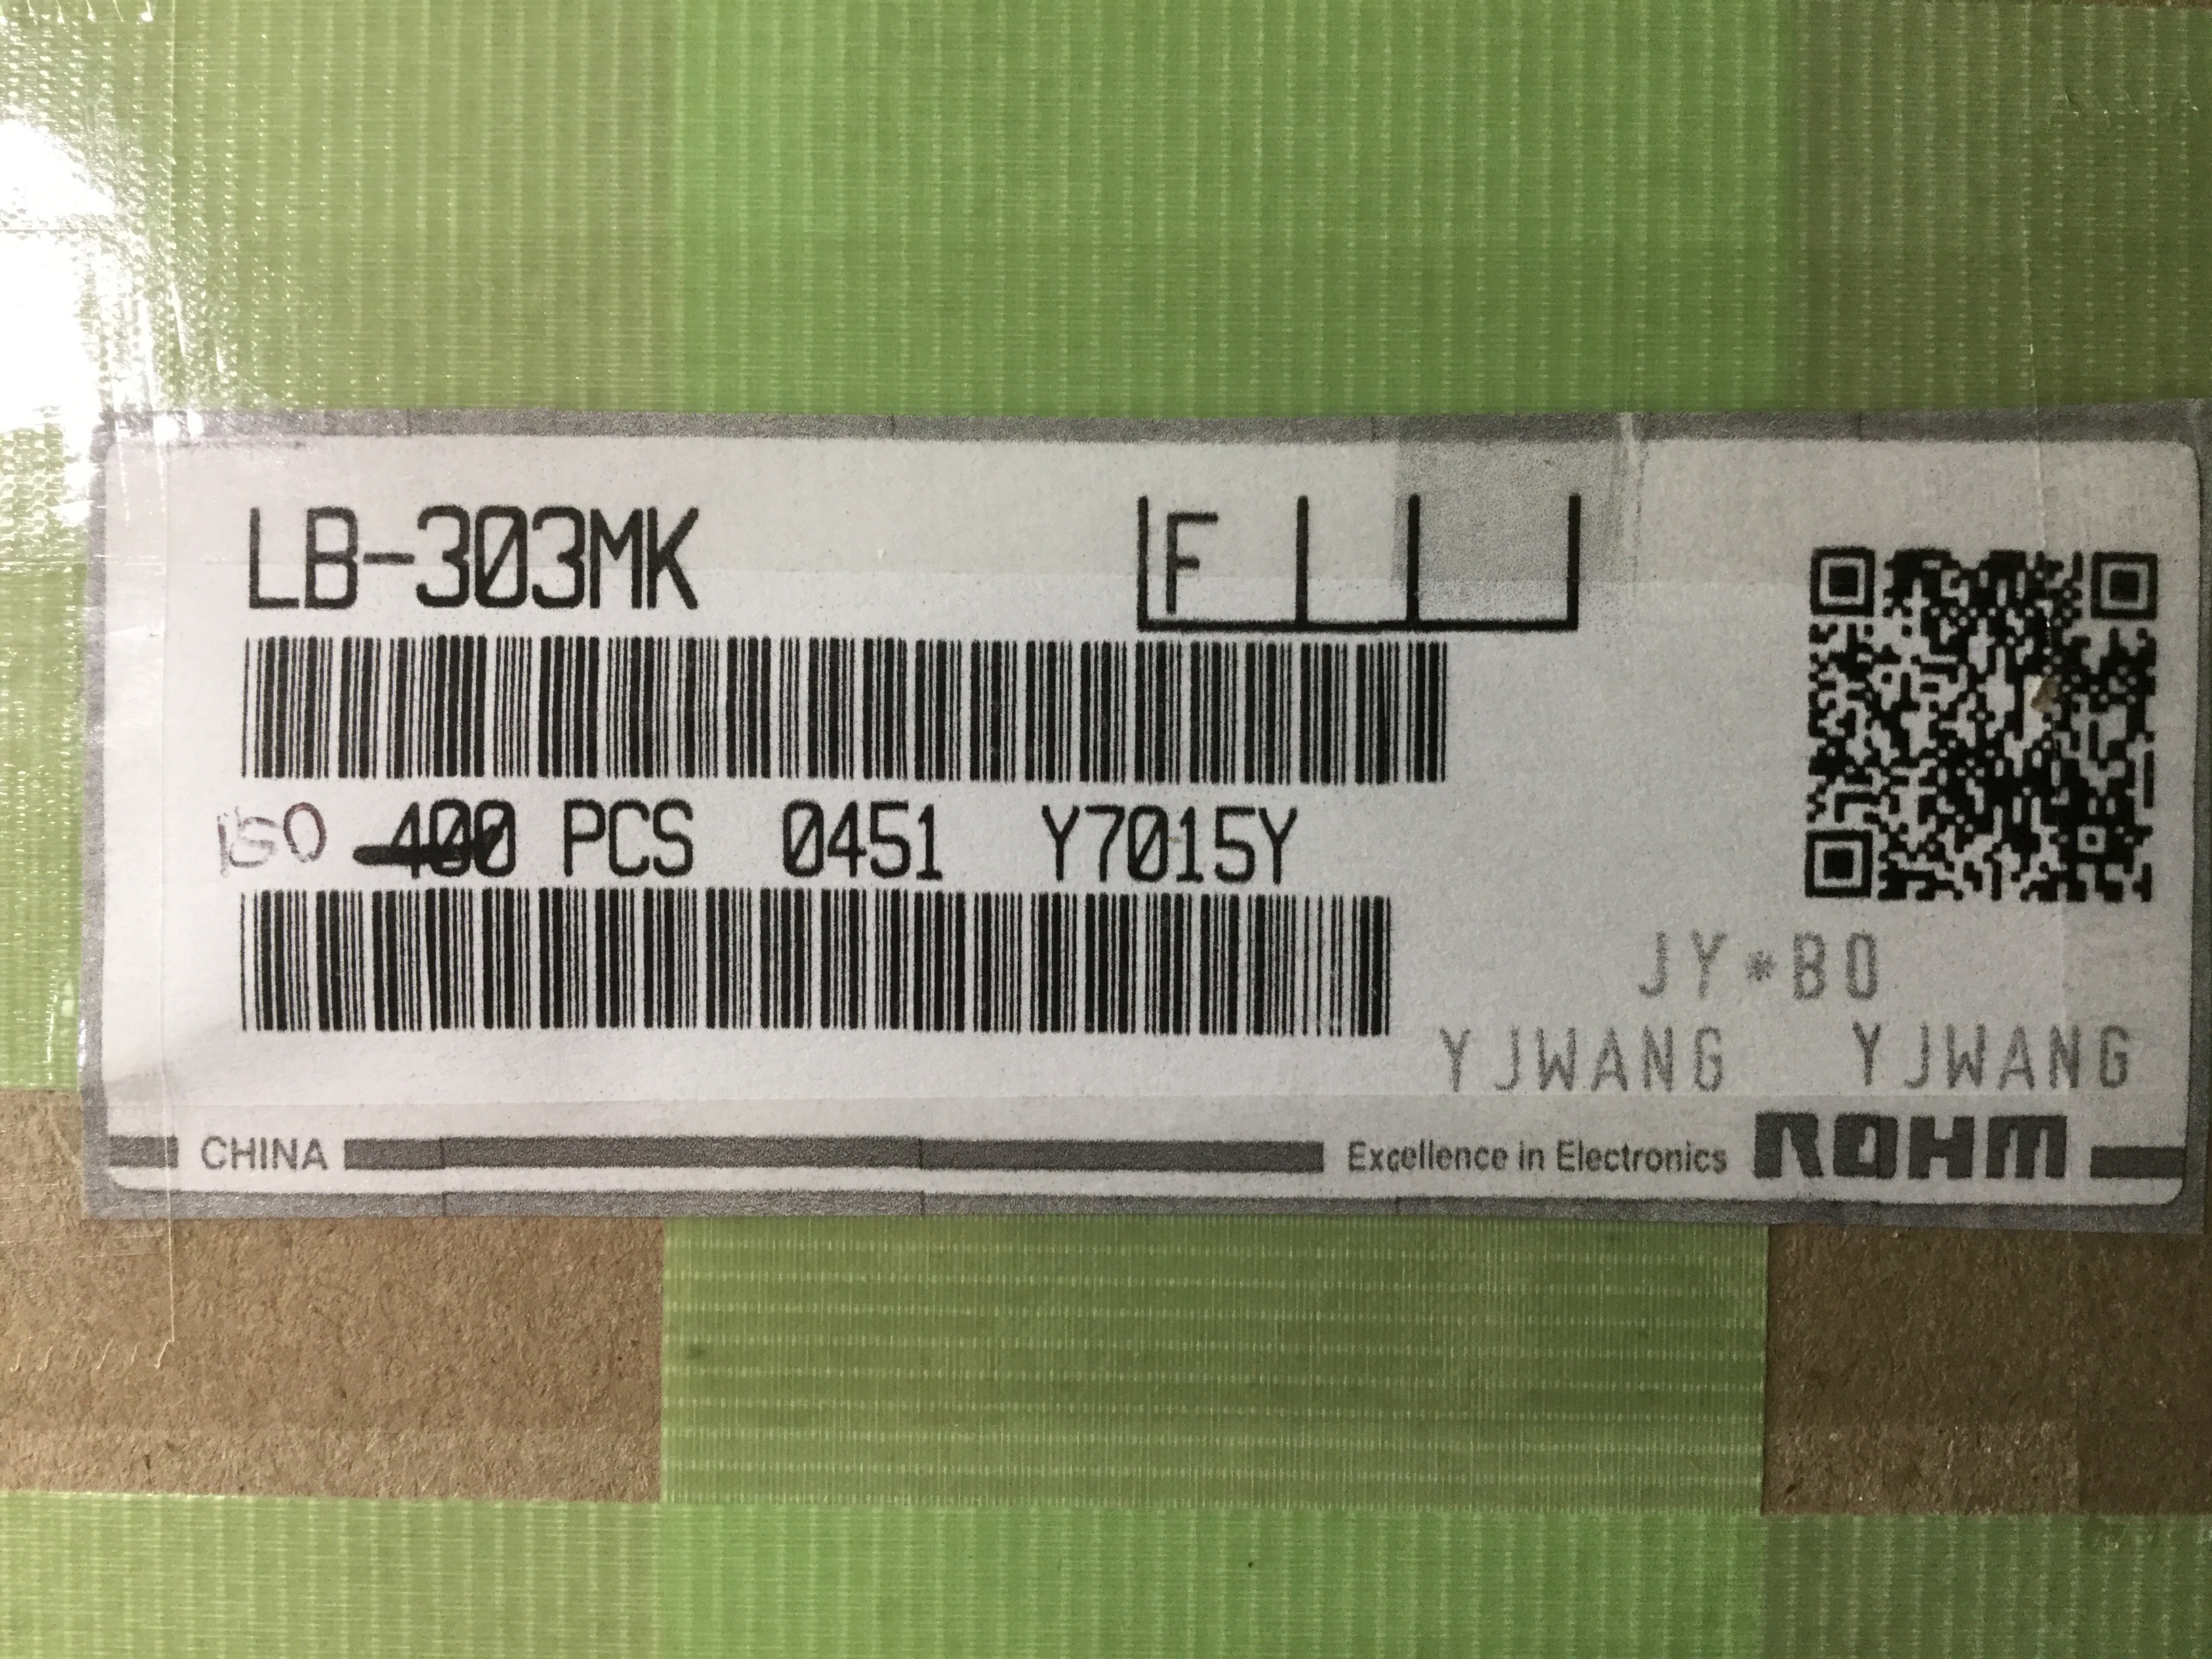 LB-303MK F
150 400 PCS 0451 Y7015Y
JY*B0
YJWANG YJWANG
CHINA Excellence in Electronics ROHM